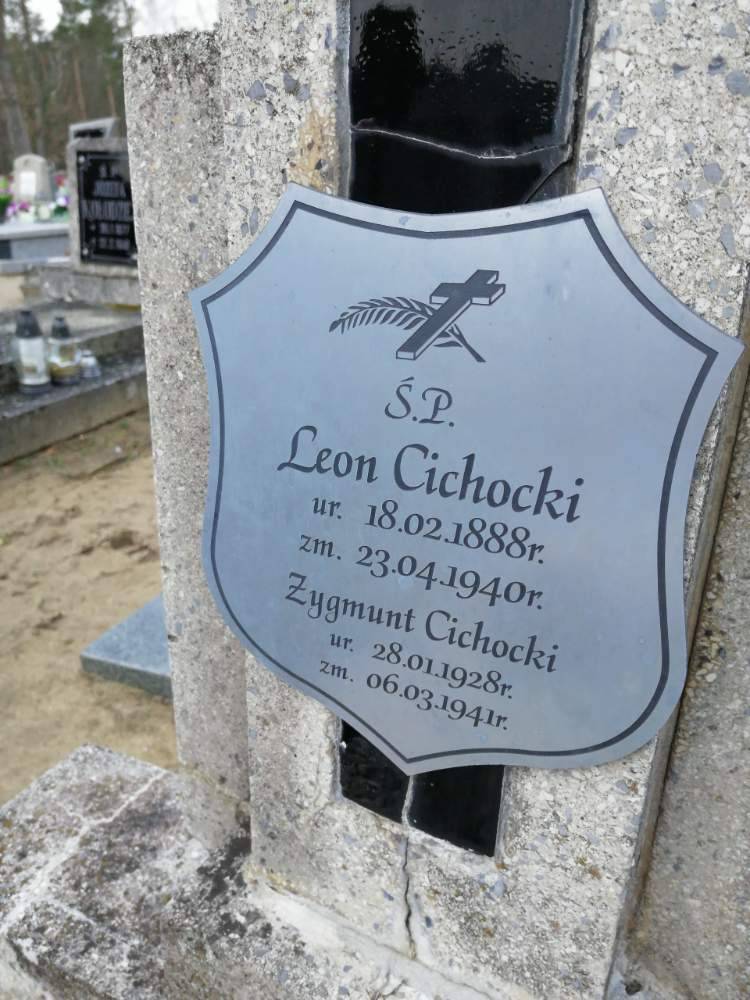 Ś.P.
Leon Cichocki
ur. 18.02.1888r.
zm. 23.04.1940r.
Zygmunt Cichocki
ur. 28.01.1928r.
zm. 06.03.1941r.